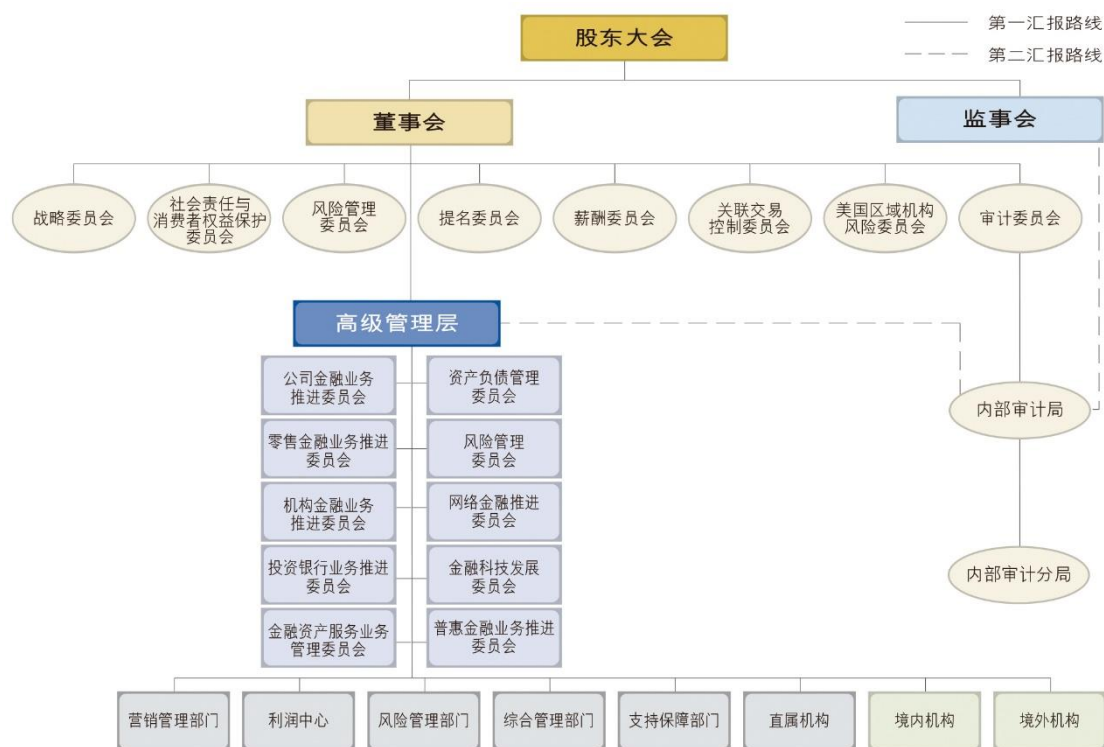 股东大会
第一汇报路线
第二汇报路线
董事会
监事会
战略委员会
社会责任与
消费者权益保护
委员会
风险管理
委员会
提名委员会
薪酬委员会
关联交易
控制委员会
美国区域机构
风险委员会
审计委员会
高级管理层
公司金融业务
推进委员会
资产负债管理
委员会
零售金融业务推进
委员会
风险管理
委员会
机构金融业务
推进委员会
网络金融推进
委员会
投资银行业务推进
委员会
金融科技发展
委员会
金融资产服务业务
管理委员会
普惠金融业务推进
委员会
内部审计局
内部审计分局
营销管理部门
利润中心
风险管理部门
综合管理部门
支持保障部门
直属机构
境内机构
境外机构